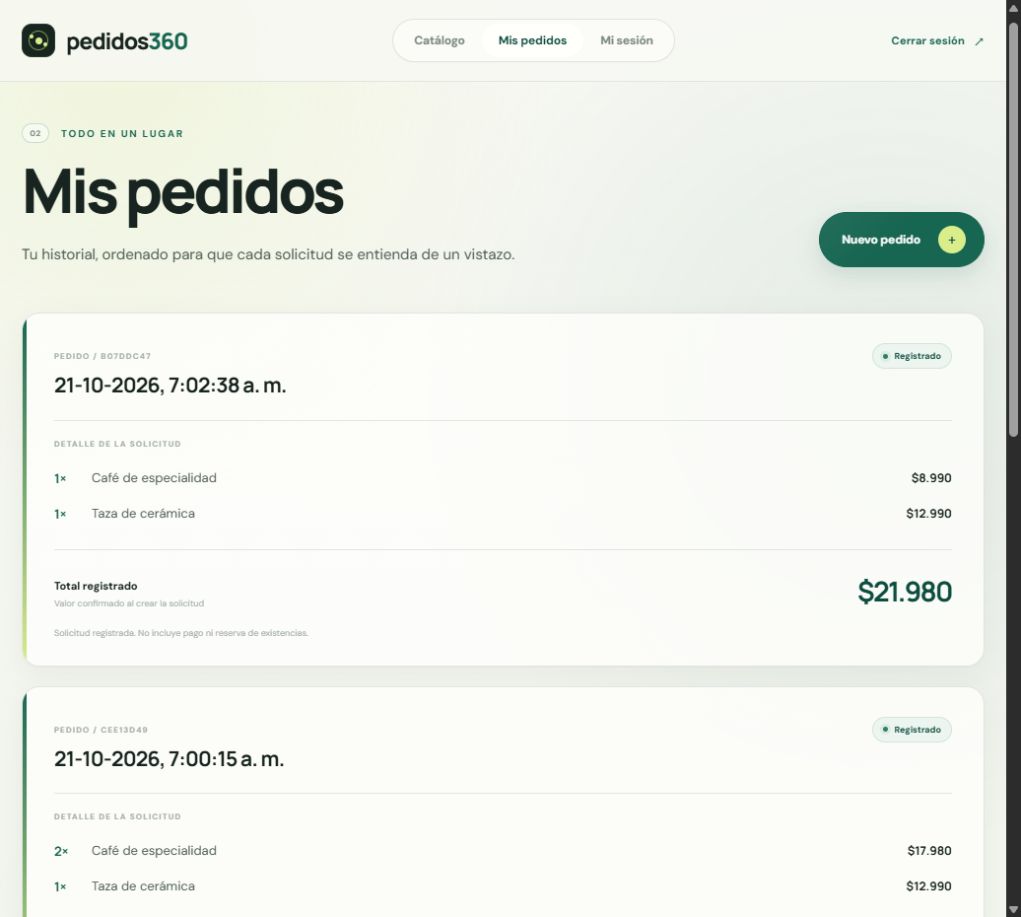 pedidos360
Catálogo Mis pedidos Mi sesión
Cerrar sesión ↗
02 TODO EN UN LUGAR
Mis pedidos
Tu historial, ordenado para que cada solicitud se entienda de un vistazo.
Nuevo pedido +
PEDIDO / B07DDC47
Registrado
21-10-2026, 7:02:38 a. m.
DETALLE DE LA SOLICITUD
1× Café de especialidad $8.990
1× Taza de cerámica $12.990
Total registrado
Valor confirmado al crear la solicitud
$21.980
Solicitud registrada. No incluye pago ni reserva de existencias.
PEDIDO / CEE13D49
Registrado
21-10-2026, 7:00:15 a. m.
DETALLE DE LA SOLICITUD
2× Café de especialidad $17.980
1× Taza de cerámica $12.990